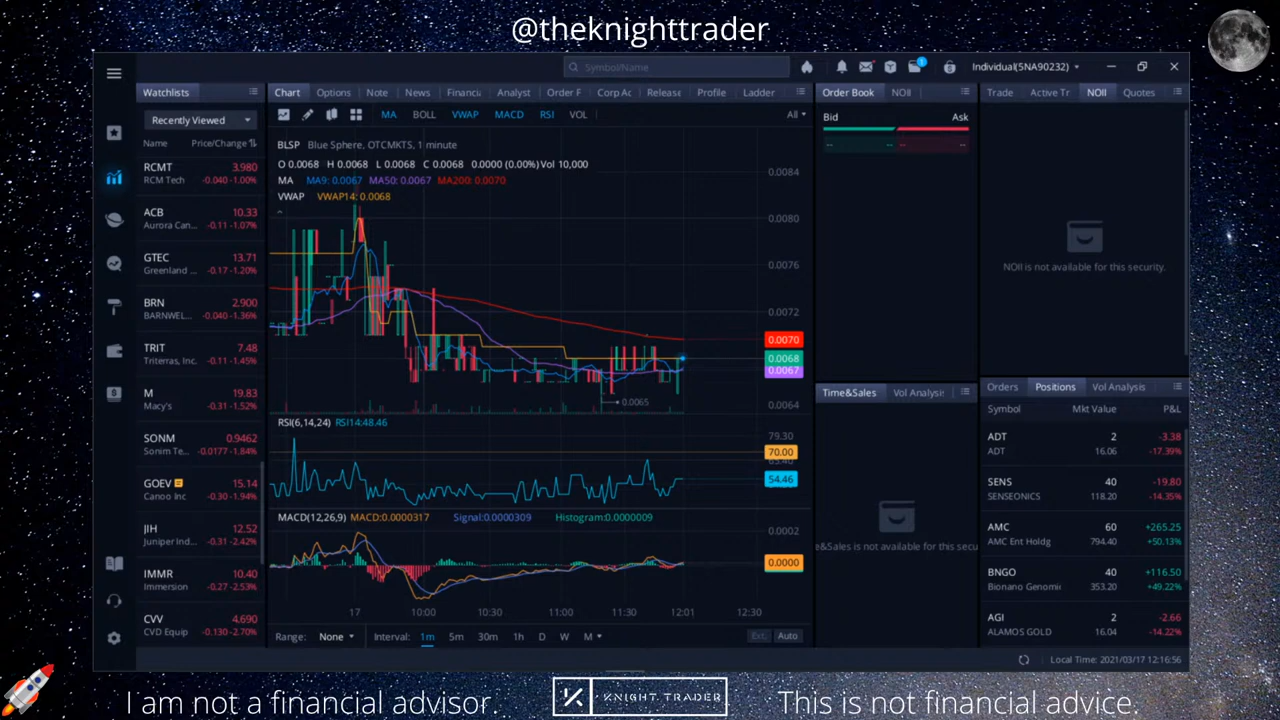 @theknighttrader
Symbol/Name
1
Individual(5NA90232)
Watchlists
Chart Options Note News Financi Analyst Order F Corp Ac Release Profile Ladder
Order Book NOII
Trade Active Tr NOII Quotes
Recently Viewed
MA BOLL VWAP MACD RSI VOL
All
Bid Ask
-- -- -- --
Name Price/Change
RCMT 3.980
RCM Tech -0.040 -1.00%
ACB 10.33
Aurora Can... -0.11 -1.07%
GTEC 13.71
Greenland ... -0.17 -1.20%
BRN 2.900
BARNWEL... -0.040 -1.36%
TRIT 7.48
Triterras, Inc. -0.11 -1.45%
M 19.83
Macy's -0.31 -1.52%
SONM 0.9462
Sonim Te... -0.0177 -1.84%
GOEV 15.14
Canoo Inc -0.30 -1.94%
JIH 12.52
Juniper Ind... -0.31 -2.42%
IMMR 10.40
Immersion -0.27 -2.53%
CVV 4.690
CVD Equip -0.130 -2.70%
BLSP Blue Sphere, OTCMKTS, 1 minute
O 0.0068 H 0.0068 L 0.0068 C 0.0068 0.0000 (0.00%) Vol 10,000
MA MA9: 0.0067 MA50: 0.0067 MA200: 0.0070
VWAP VWAP14: 0.0068
0.0084
0.0080
0.0076
0.0072
0.0070
0.0068
0.0067
0.0065
0.0064
RSI(6,14,24) RSI14:48.46
79.30
70.00
54.46
MACD(12,26,9) MACD:0.0000317 Signal:0.0000309 Histogram:0.0000009
0.0002
0.0000
17 10:00 10:30 11:00 11:30 12:01 12:30
Range: None Interval: 1m 5m 30m 1h D W M
Ext. Auto
NOII is not available for this security.
Time&Sales Vol Analysis
e&Sales is not available for this secu
Orders Positions Vol Analysis
Symbol Mkt Value P&L
ADT 2 -3.38
ADT 16.06 -17.39%
SENS 40 -19.80
SENSEONICS 118.20 -14.35%
AMC 60 +265.25
AMC Ent Holdg 794.40 +50.13%
BNGO 40 +116.50
Bionano Genomi 353.20 +49.22%
AGI 2 -2.66
ALAMOS GOLD 16.04 -14.22%
Local Time: 2021/03/17 12:16:56
I am not a financial advisor.
KNIGHT TRADER
This is not financial advice.